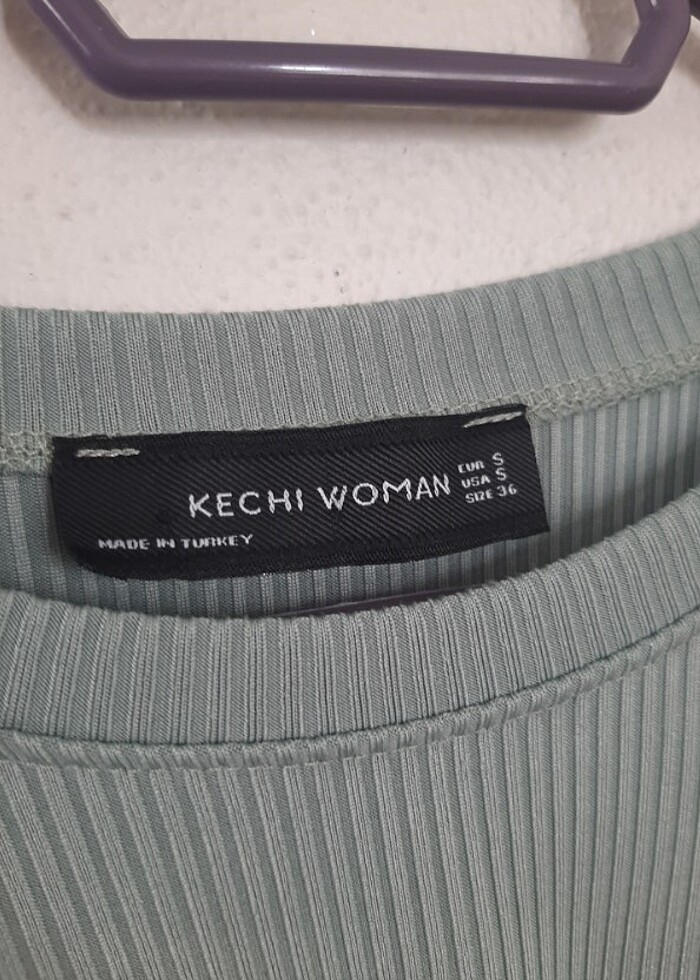 KECHI WOMAN
EUR S
USA S
SIZE 36
MADE IN TURKEY